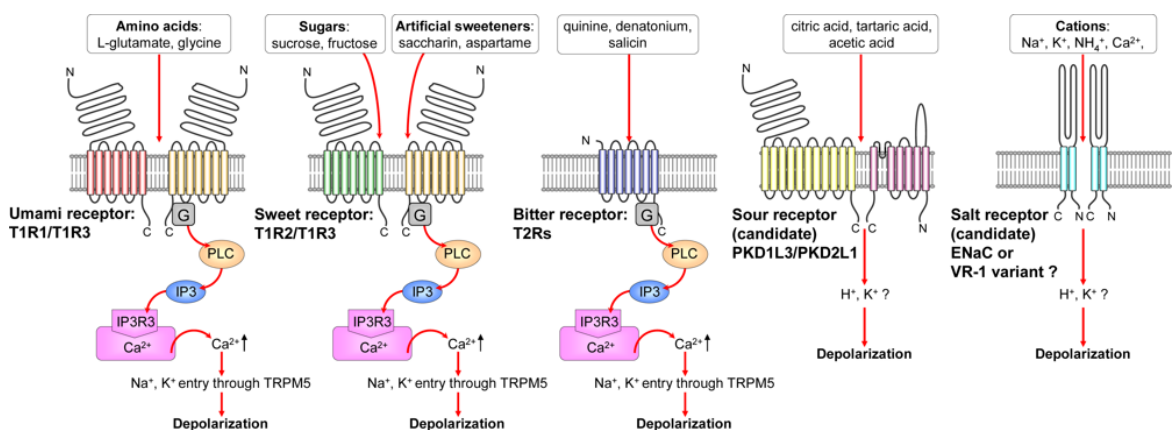 Amino acids:
L-glutamate, glycine
Sugars:
sucrose, fructose
Artificial sweeteners:
saccharin, aspartame
quinine, denatonium,
salicin
citric acid, tartaric acid,
acetic acid
Cations:
Na⁺, K⁺, NH₄⁺, Ca²⁺,
N
N
Umami receptor:
T1R1/T1R3
C
C
G
PLC
IP3
IP3R3
Ca²⁺
Ca²⁺
Na⁺, K⁺ entry through TRPM5
Depolarization
N
N
Sweet receptor:
T1R2/T1R3
C
C
G
PLC
IP3
IP3R3
Ca²⁺
Ca²⁺
Na⁺, K⁺ entry through TRPM5
Depolarization
N
Bitter receptor:
T2Rs
G
C
PLC
IP3
IP3R3
Ca²⁺
Ca²⁺
Na⁺, K⁺ entry through TRPM5
Depolarization
N
Sour receptor
(candidate)
PKD1L3/PKD2L1
C
C
N
H⁺, K⁺ ?
Depolarization
C
N
C
N
Salt receptor
(candidate)
ENaC or
VR-1 variant ?
H⁺, K⁺ ?
Depolarization